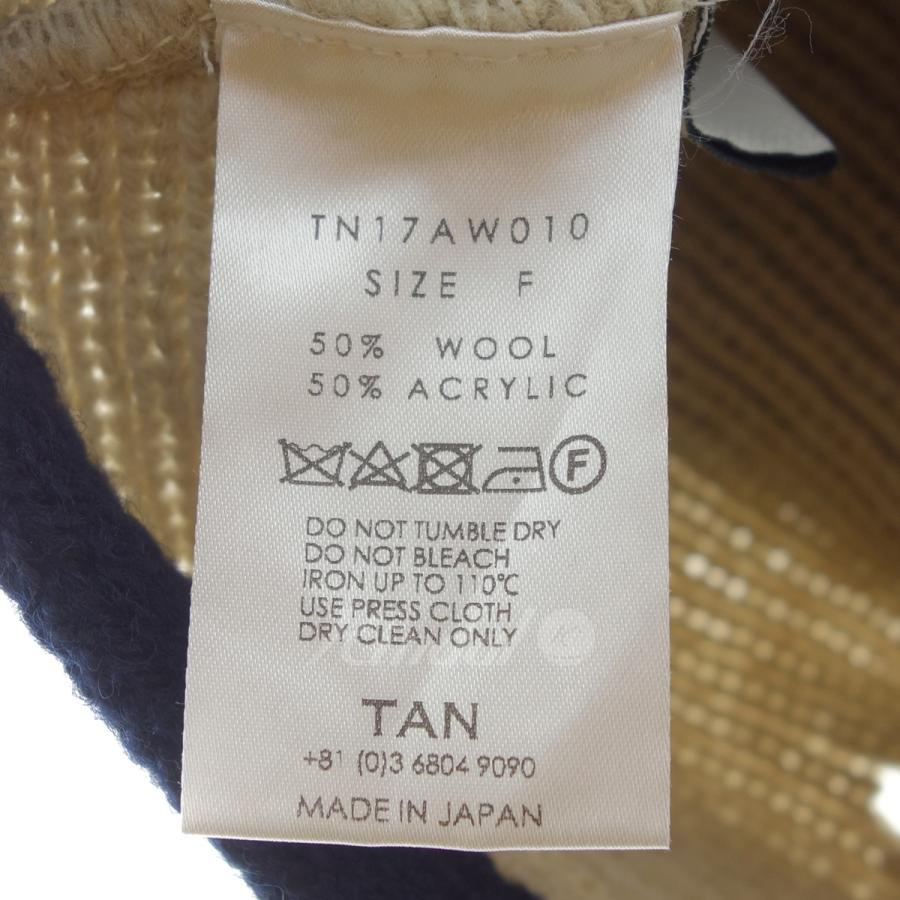 TN17AW010
SIZE F
50% WOOL
50% ACRYLIC
F
DO NOT TUMBLE DRY
DO NOT BLEACH
IRON UP TO 110℃
USE PRESS CLOTH
DRY CLEAN ONLY
TAN
+81 (0)3 6804 9090
MADE IN JAPAN